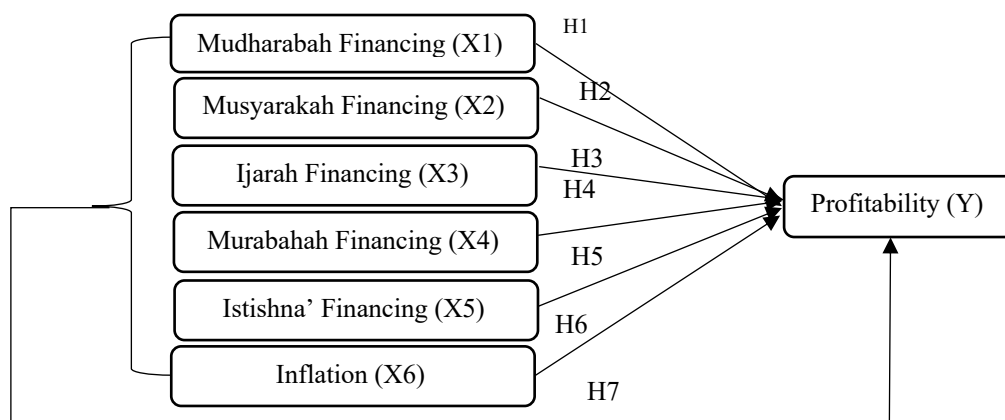 Mudharabah Financing (X1)
H1
Musyarakah Financing (X2)
H2
Ijarah Financing (X3)
H3
H4
Profitability (Y)
Murabahah Financing (X4)
H5
Istishna’ Financing (X5)
H6
Inflation (X6)
H7